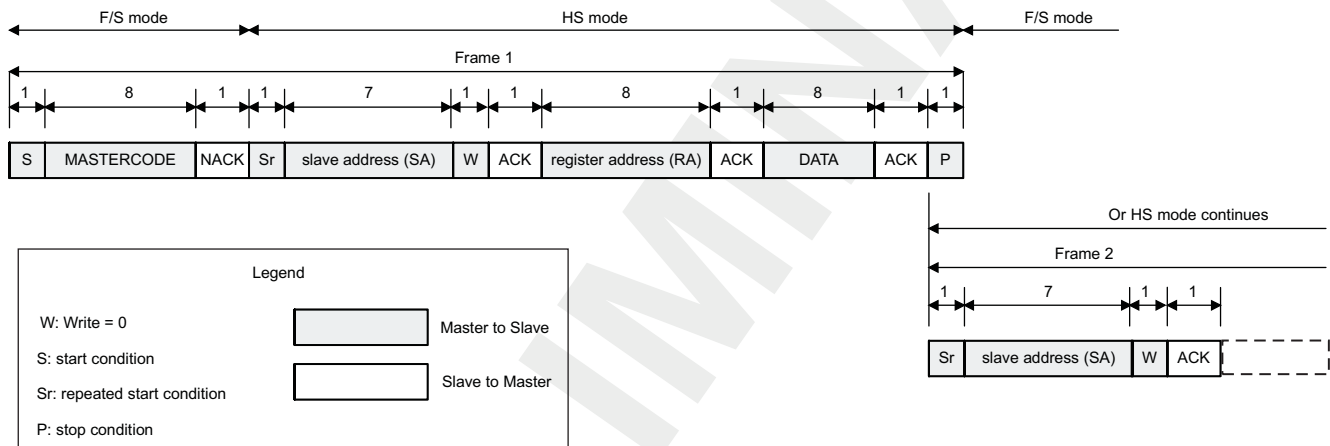 F/S mode HS mode F/S mode
Frame 1
1 8 1 1 7 1 1 8 1 8 1 1
S MASTERCODE NACK Sr slave address (SA) W ACK register address (RA) ACK DATA ACK P
Or HS mode continues
Frame 2
1 7 1 1
Sr slave address (SA) W ACK
Legend
W: Write = 0
Master to Slave
S: start condition
Slave to Master
Sr: repeated start condition
P: stop condition